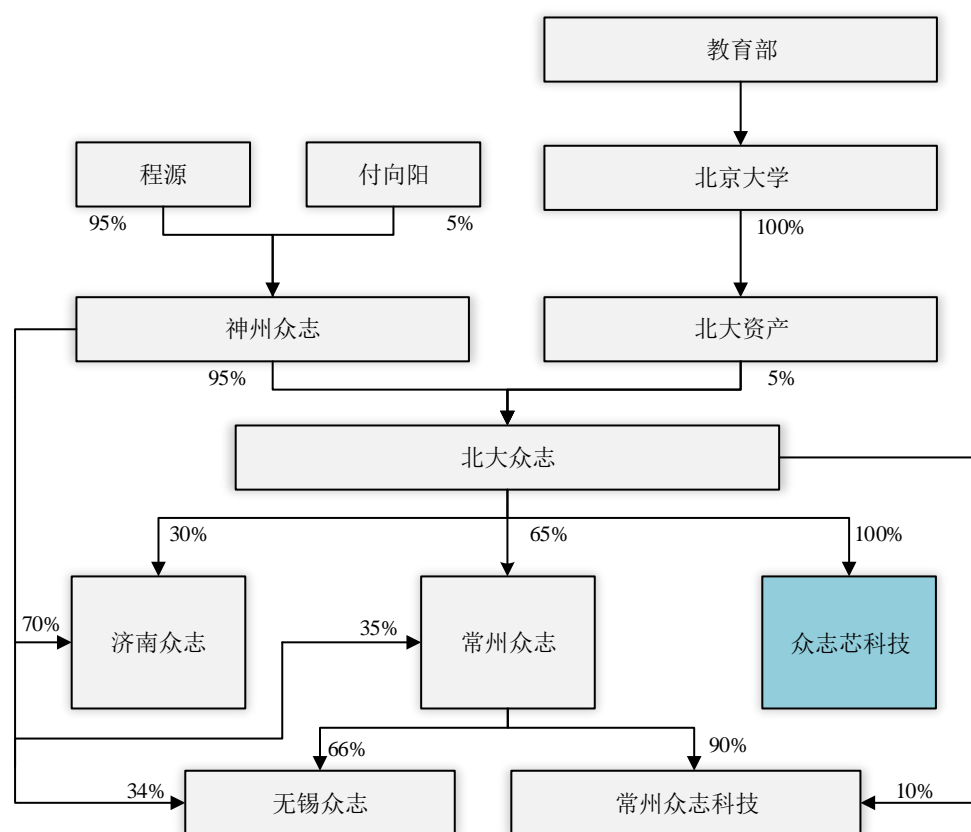 教育部
程源
付向阳
北京大学
95%
5%
100%
神州众志
北大资产
95%
5%
北大众志
30%
65%
100%
70%
济南众志
35%
常州众志
众志芯科技
66%
90%
34%
无锡众志
常州众志科技
10%